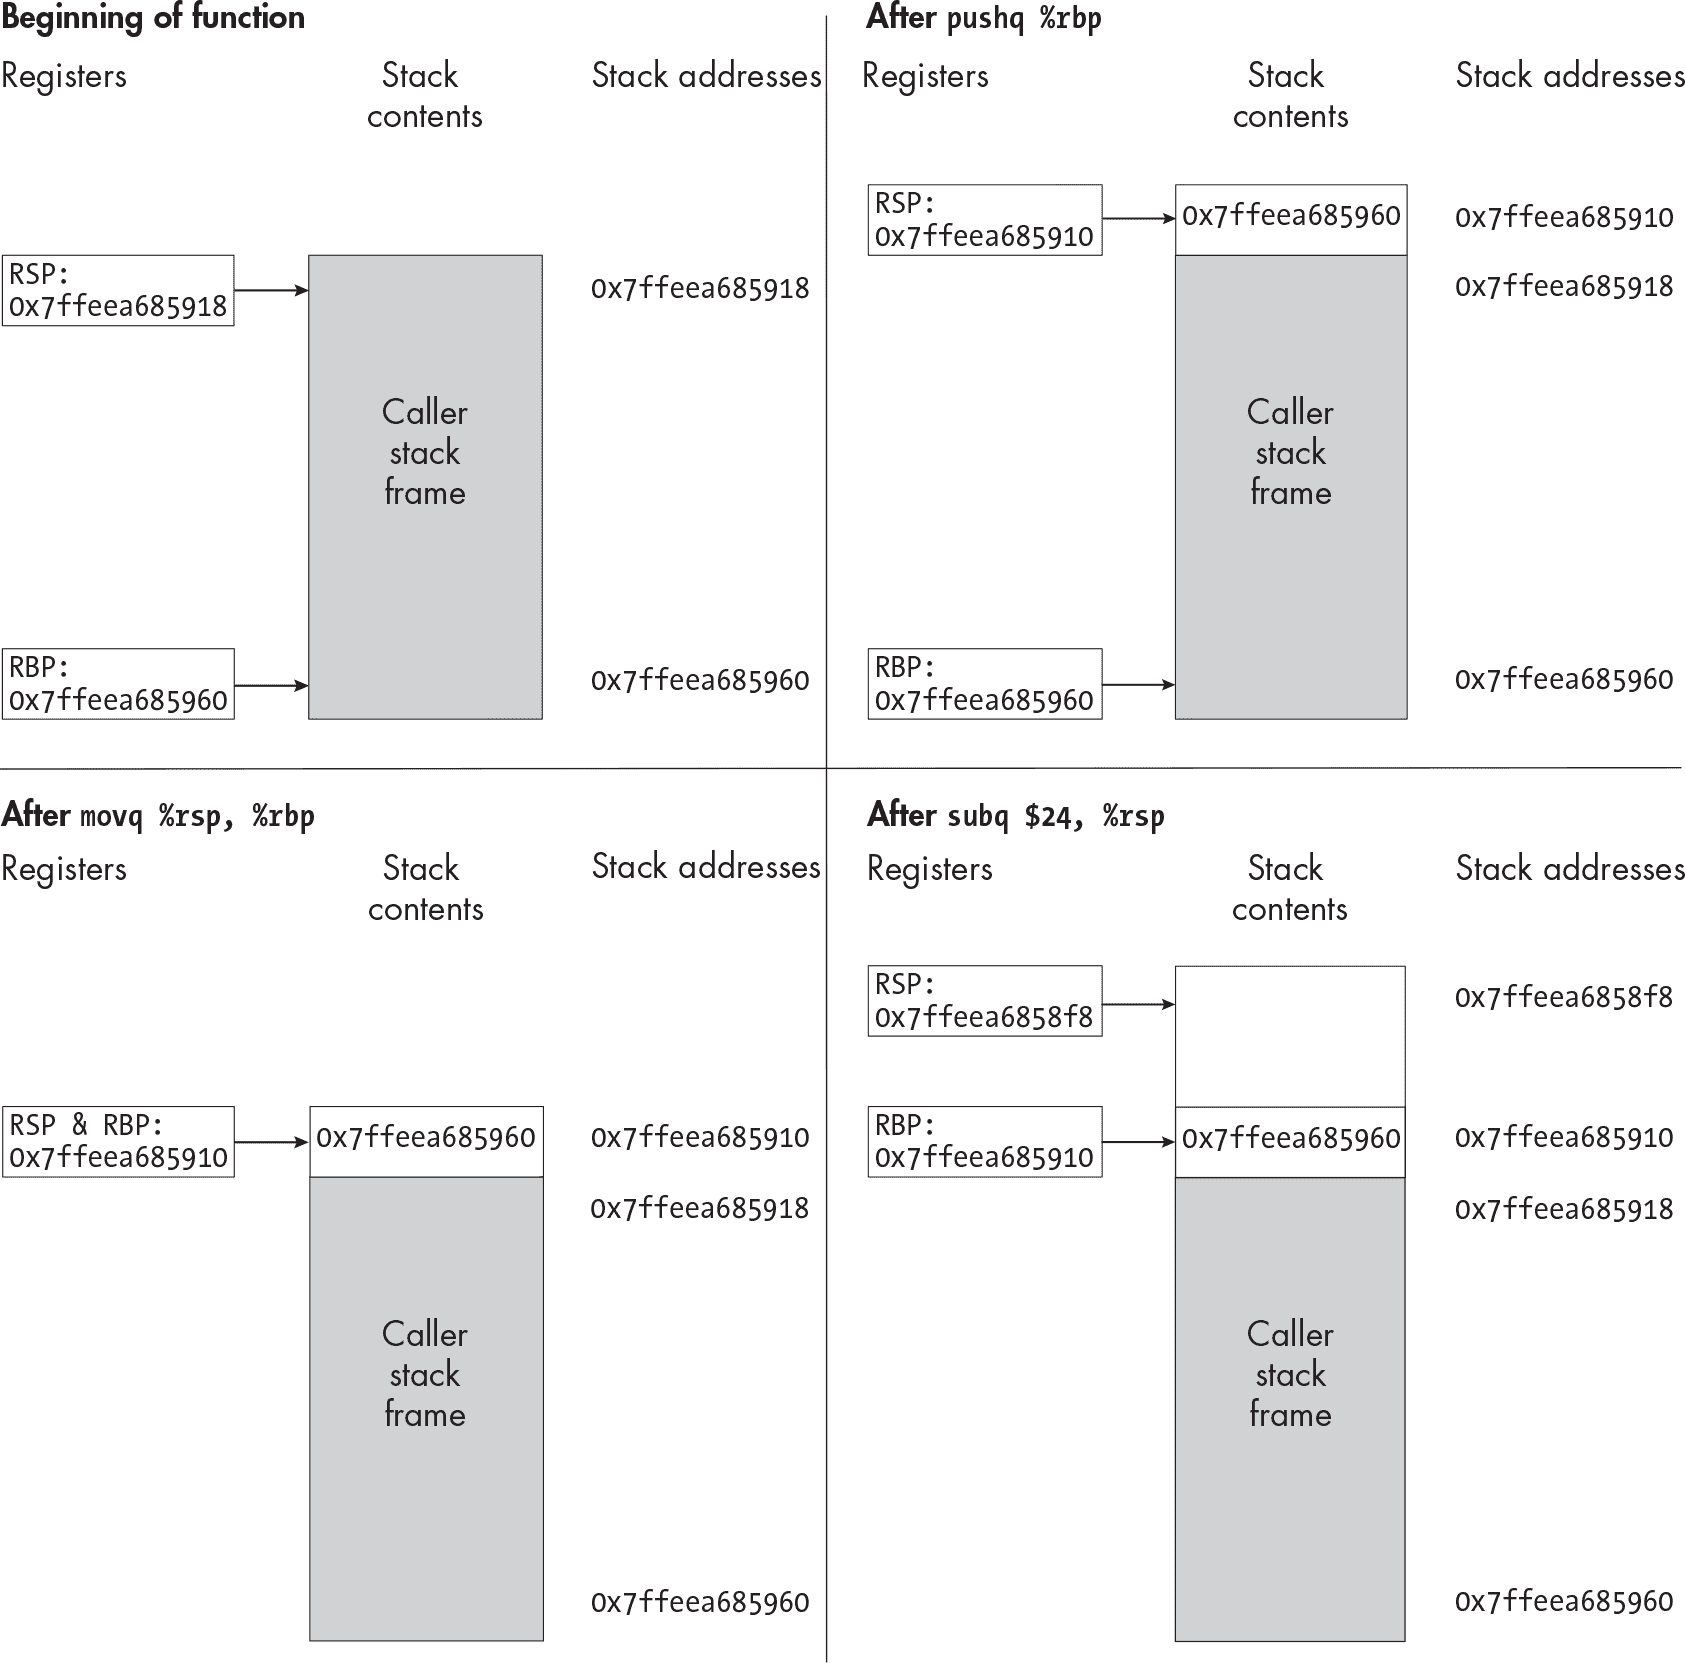 Beginning of function
Registers
Stack
contents
Stack addresses
RSP:
0x7ffeea685918
0x7ffeea685918
Caller
stack
frame
RBP:
0x7ffeea685960
0x7ffeea685960
After pushq %rbp
Registers
Stack
contents
Stack addresses
RSP:
0x7ffeea685910
0x7ffeea685960
0x7ffeea685910
0x7ffeea685918
Caller
stack
frame
RBP:
0x7ffeea685960
0x7ffeea685960
After movq %rsp, %rbp
Registers
Stack
contents
Stack addresses
RSP & RBP:
0x7ffeea685910
0x7ffeea685960
0x7ffeea685910
0x7ffeea685918
Caller
stack
frame
0x7ffeea685960
After subq $24, %rsp
Registers
Stack
contents
Stack addresses
RSP:
0x7ffeea6858f8
0x7ffeea6858f8
RBP:
0x7ffeea685910
0x7ffeea685960
0x7ffeea685910
0x7ffeea685918
Caller
stack
frame
0x7ffeea685960